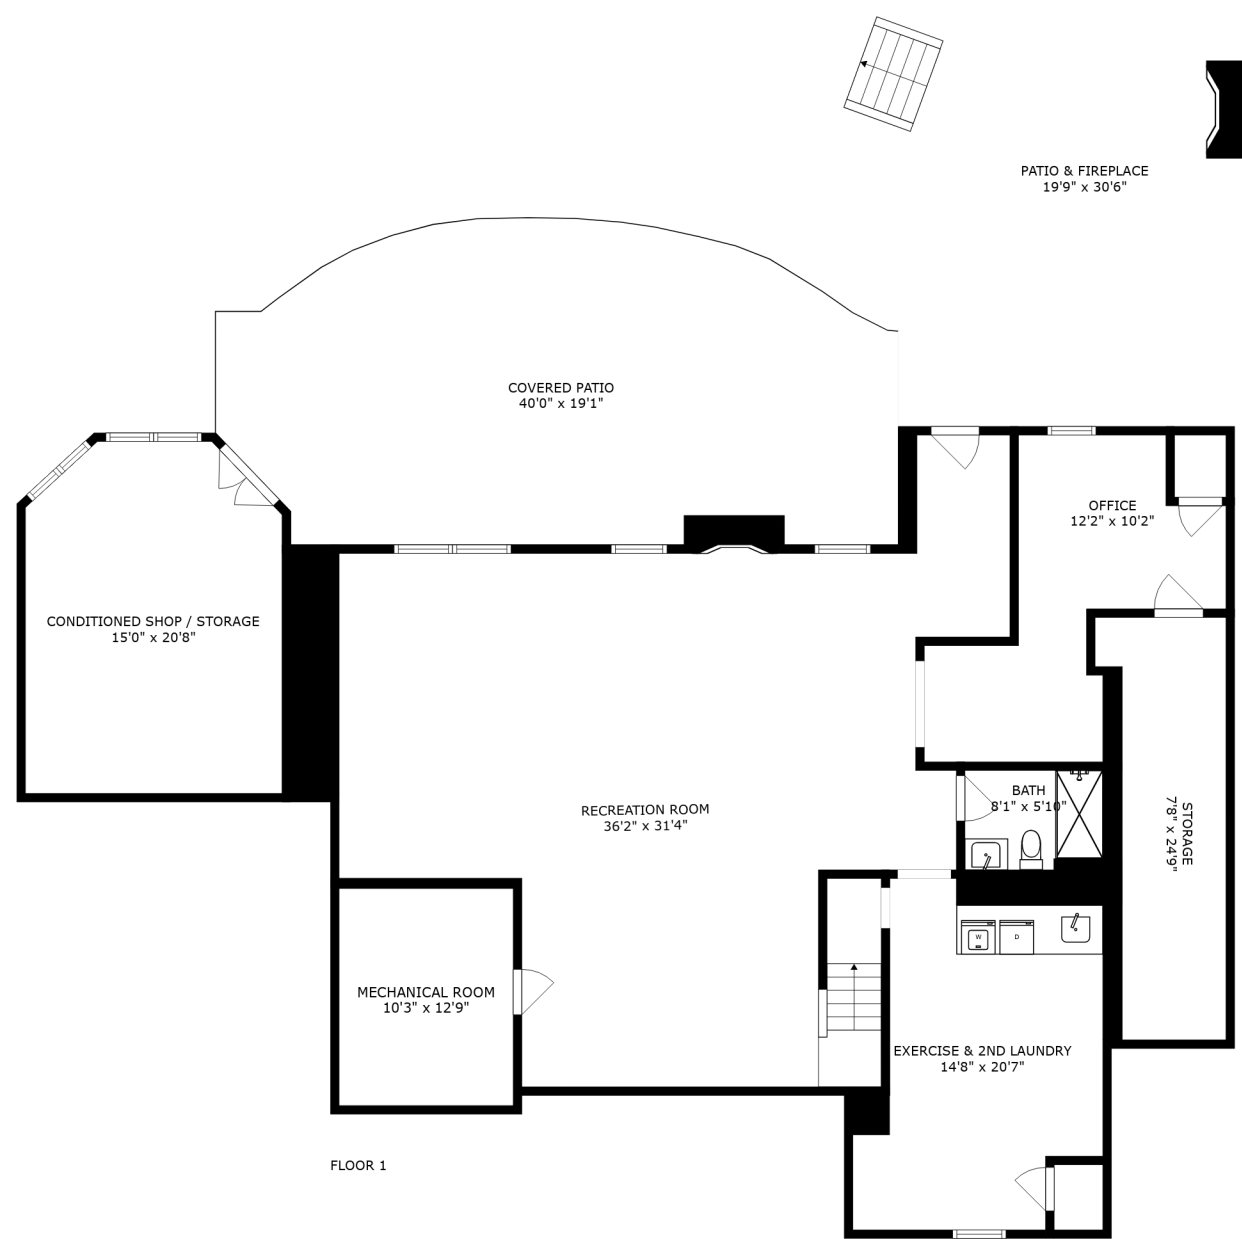 PATIO & FIREPLACE
19'9" x 30'6"
COVERED PATIO
40'0" x 19'1"
OFFICE
12'2" x 10'2"
CONDITIONED SHOP / STORAGE
15'0" x 20'8"
BATH
8'1" x 5'10"
RECREATION ROOM
36'2" x 31'4"
STORAGE
7'8" x 24'9"
W
D
MECHANICAL ROOM
10'3" x 12'9"
EXERCISE & 2ND LAUNDRY
14'8" x 20'7"
FLOOR 1